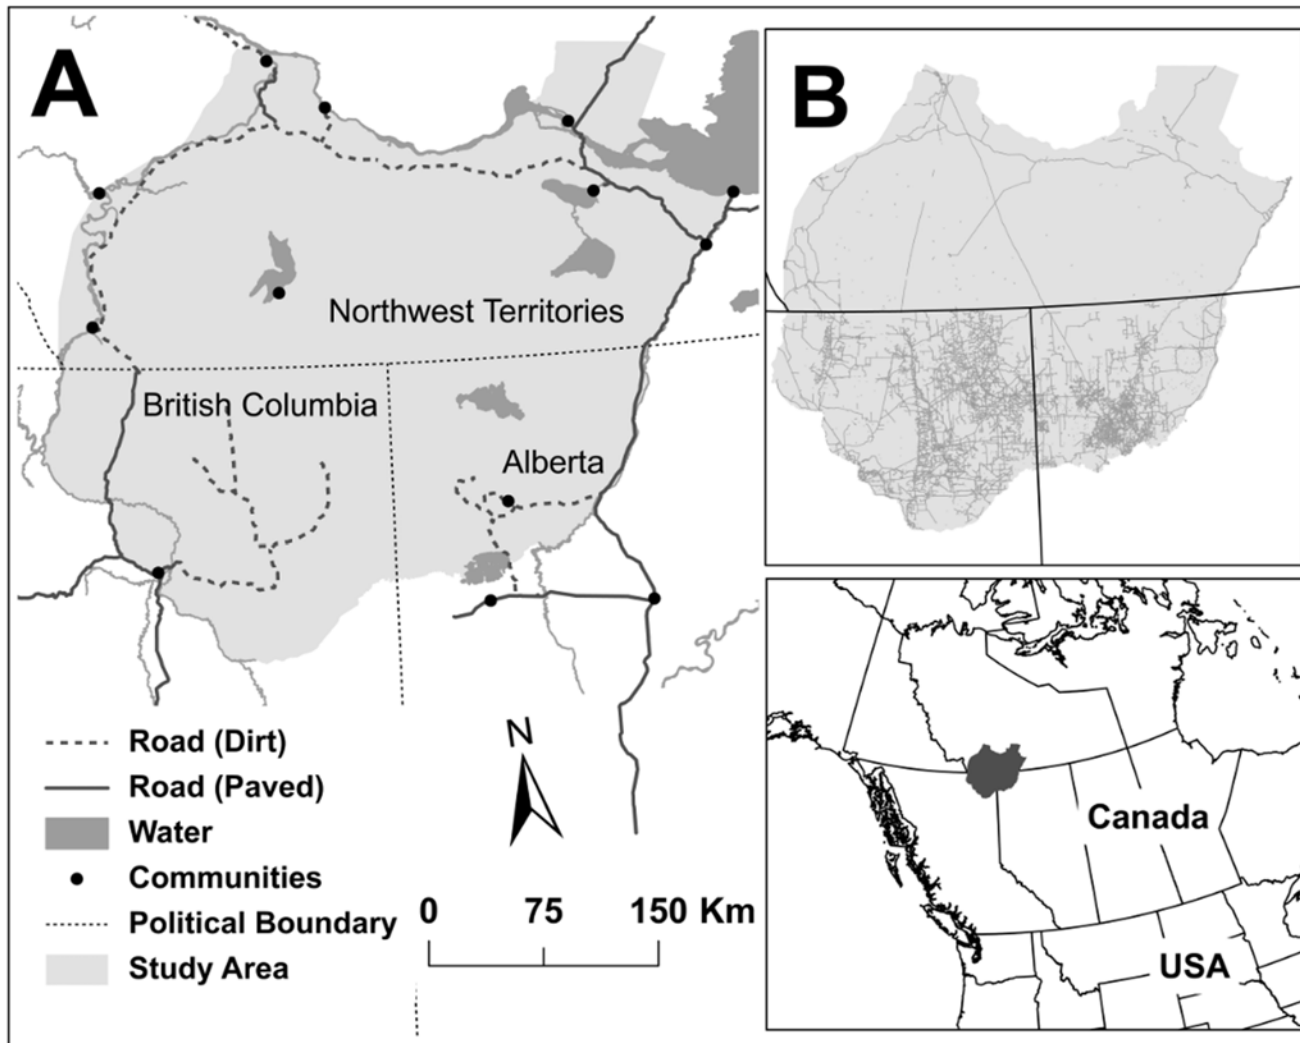 A
B
Northwest Territories
British Columbia
Alberta
N
Road (Dirt)
Road (Paved)
Water
Communities
Political Boundary
Study Area
0 75 150 Km
Canada
USA